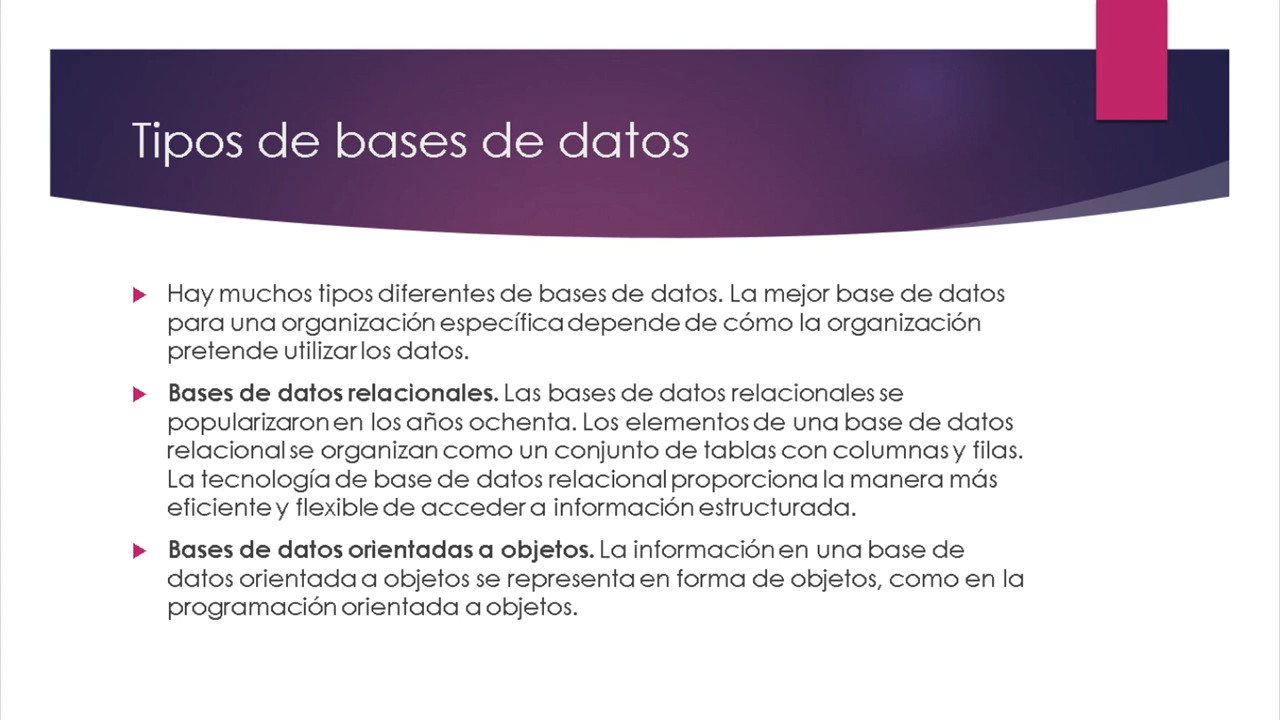 Tipos de bases de datos
Hay muchos tipos diferentes de bases de datos. La mejor base de datos
para una organización específica depende de cómo la organización
pretende utilizar los datos.
Bases de datos relacionales. Las bases de datos relacionales se
popularizaron en los años ochenta. Los elementos de una base de datos
relacional se organizan como un conjunto de tablas con columnas y filas.
La tecnología de base de datos relacional proporciona la manera más
eficiente y flexible de acceder a información estructurada.
Bases de datos orientadas a objetos. La información en una base de
datos orientada a objetos se representa en forma de objetos, como en la
programación orientada a objetos.